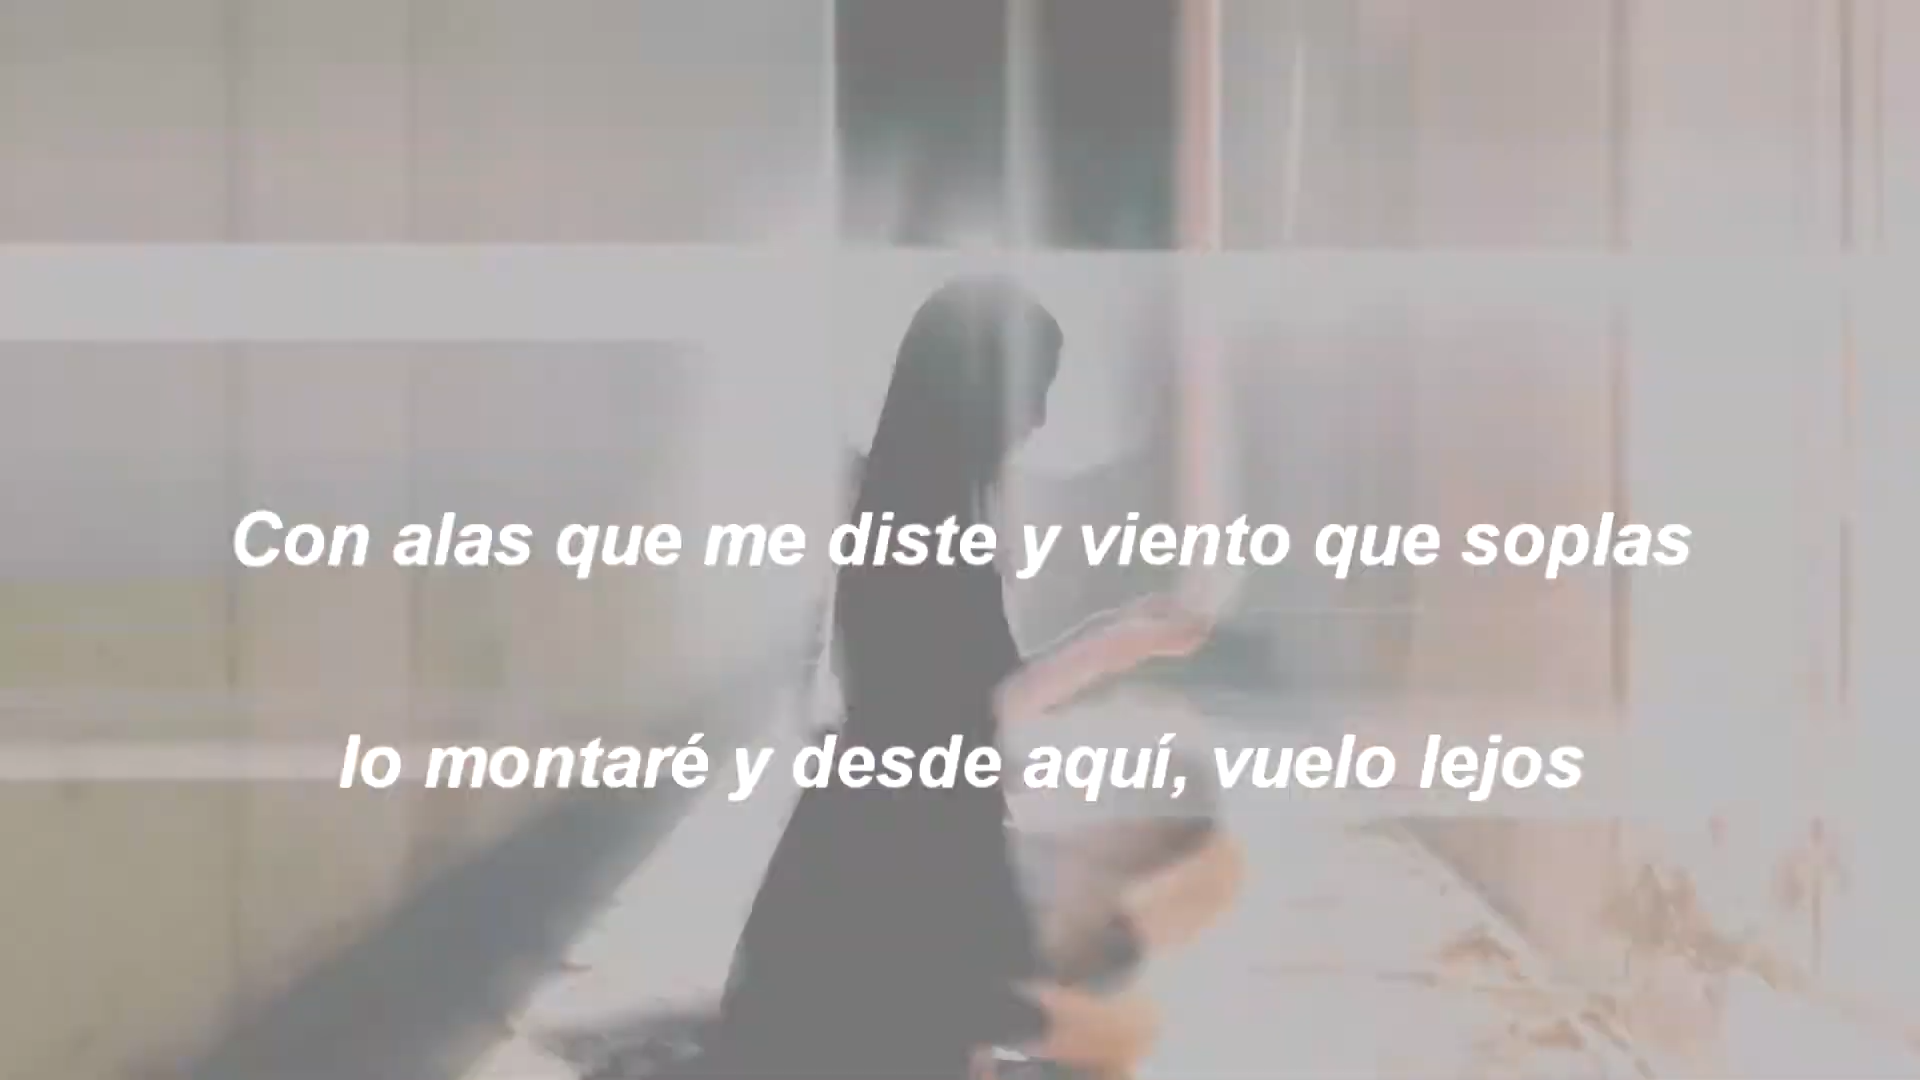 Con alas que me diste y viento que soplas
lo montaré y desde aquí, vuelo lejos